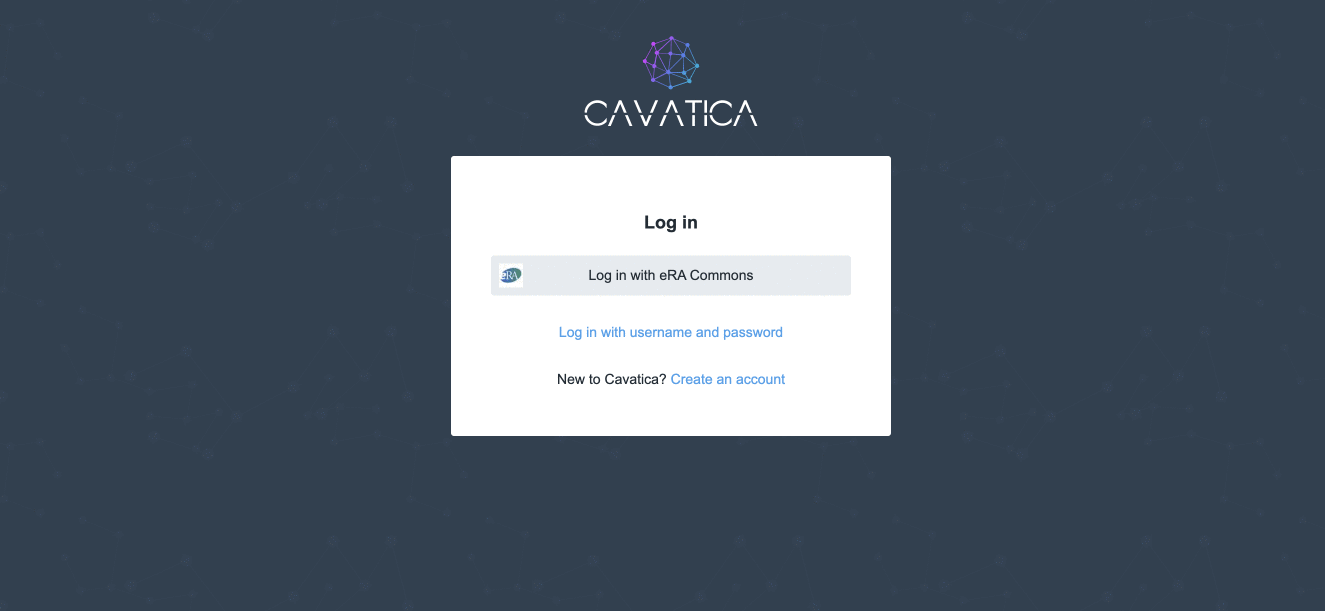 CAVATICA
Log in
eRA
Log in with eRA Commons
Log in with username and password
New to Cavatica? Create an account